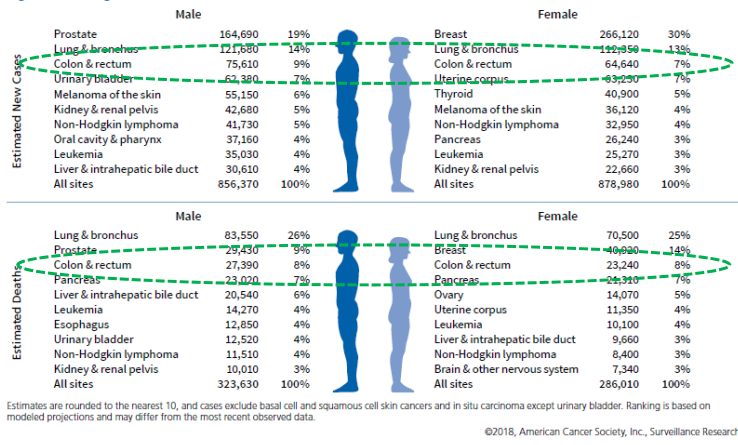 Male Female
Prostate 164,690 19% Breast 266,120 30%
Lung & bronchus 121,680 14% Lung & bronchus 112,350 13%
Colon & rectum 75,610 9% Colon & rectum 64,640 7%
Urinary bladder 62,380 7% Uterine corpus 63,230 7%
Melanoma of the skin 55,150 6% Thyroid 40,900 5%
Kidney & renal pelvis 42,680 5% Melanoma of the skin 36,120 4%
Non-Hodgkin lymphoma 41,730 5% Non-Hodgkin lymphoma 32,950 4%
Oral cavity & pharynx 37,160 4% Pancreas 26,240 3%
Leukemia 35,030 4% Leukemia 25,270 3%
Liver & intrahepatic bile duct 30,610 4% Kidney & renal pelvis 22,660 3%
All sites 856,370 100% All sites 878,980 100%
Estimated New Cases
Male Female
Lung & bronchus 83,550 26% Lung & bronchus 70,500 25%
Prostate 29,430 9% Breast 40,920 14%
Colon & rectum 27,390 8% Colon & rectum 23,240 8%
Pancreas 23,020 7% Pancreas 21,310 7%
Liver & intrahepatic bile duct 20,540 6% Ovary 14,070 5%
Leukemia 14,270 4% Uterine corpus 11,350 4%
Esophagus 12,850 4% Leukemia 10,100 4%
Urinary bladder 12,520 4% Liver & intrahepatic bile duct 9,660 3%
Non-Hodgkin lymphoma 11,510 4% Non-Hodgkin lymphoma 8,400 3%
Kidney & renal pelvis 10,010 3% Brain & other nervous system 7,340 3%
All sites 323,630 100% All sites 286,010 100%
Estimated Deaths
Estimates are rounded to the nearest 10, and cases exclude basal cell and squamous cell skin cancers and in situ carcinoma except urinary bladder. Ranking is based on
modeled projections and may differ from the most recent observed data.
©2018, American Cancer Society, Inc., Surveillance Research